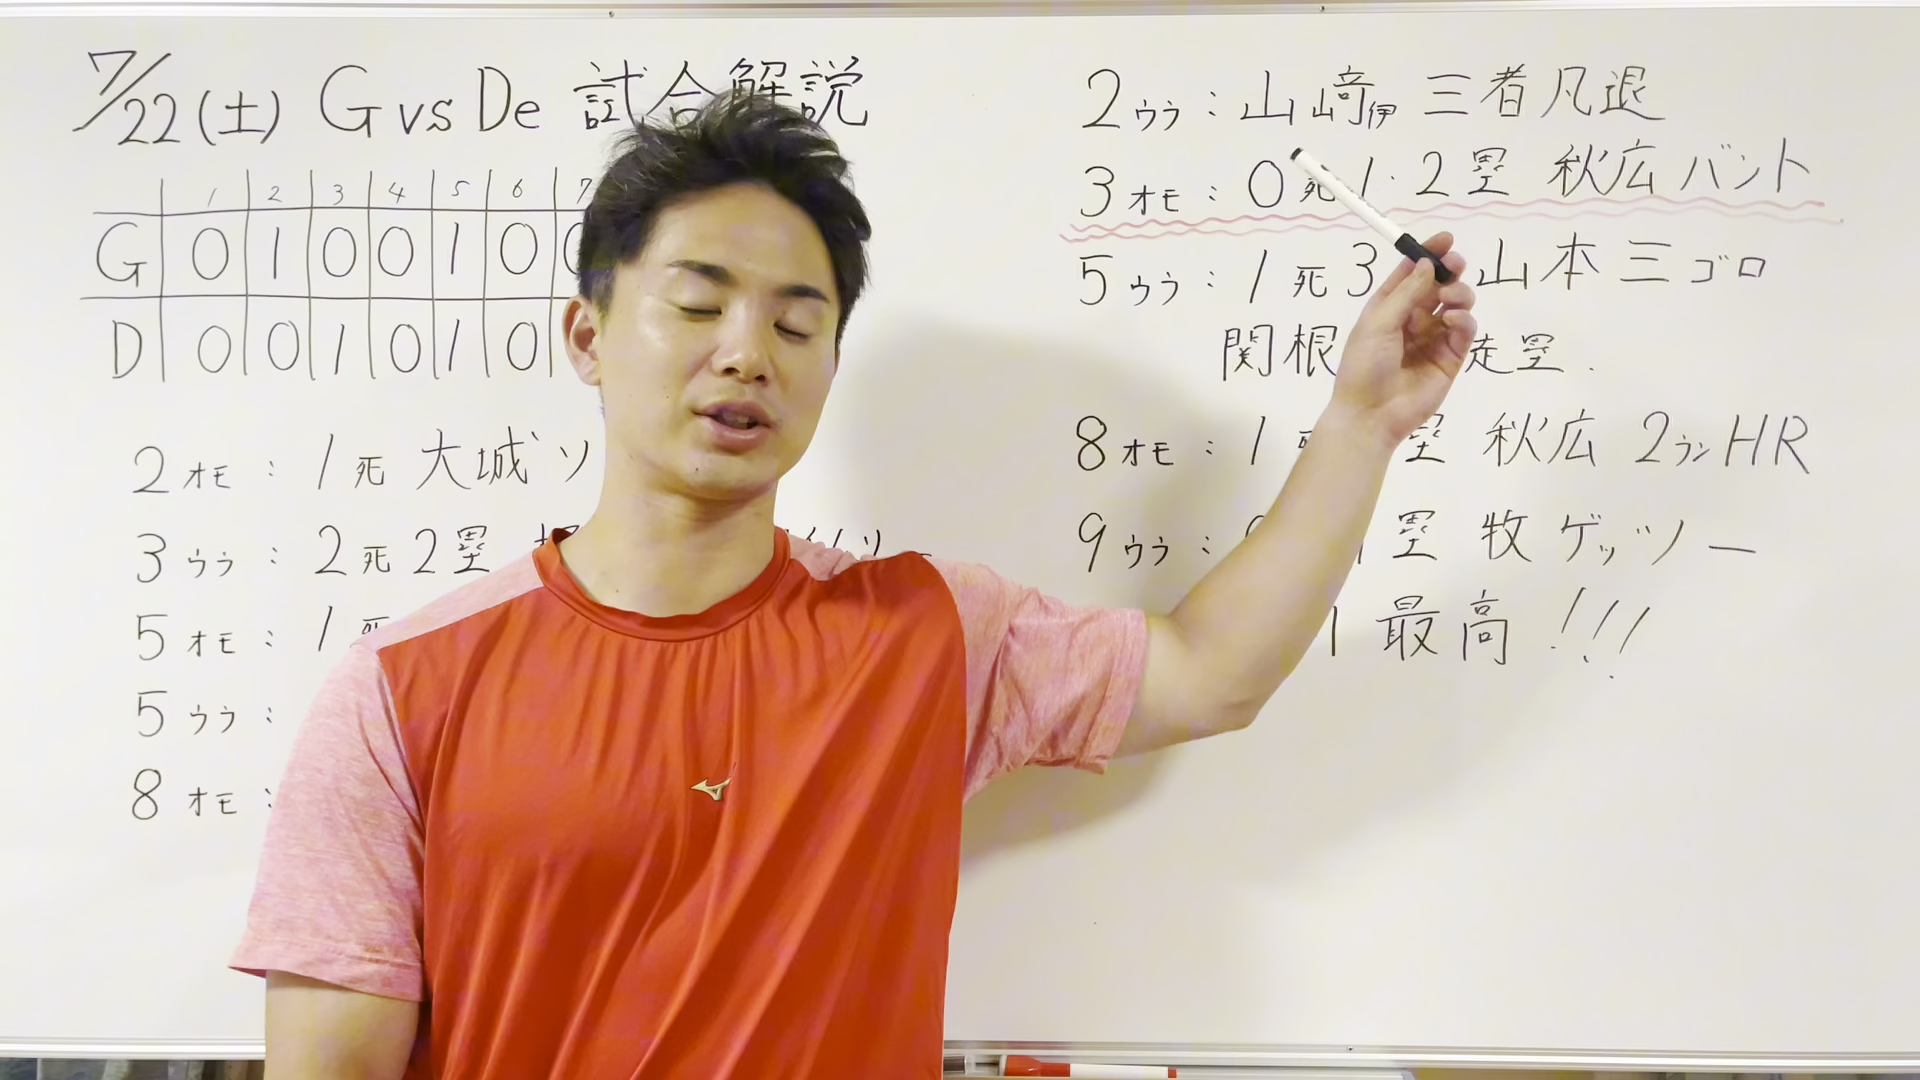 7/22(土) G vs De 試合解説
1 2 3 4 5 6 7
G 0 1 0 0 1 0
D 0 0 1 0 1 0
2オモ : 1死 大城 ソ
3ウラ : 2死2塁
5オモ : 1死
5ウラ :
8オモ :
2ウラ : 山﨑伊 三者凡退
3オモ : 0死1・2塁 秋広バント
5ウラ : 1死3 山本三ゴロ
関根 走塁.
8オモ : 1死 塁 秋広 2ランHR
9ウラ : 塁 牧 ゲッツー
1 最高!!!